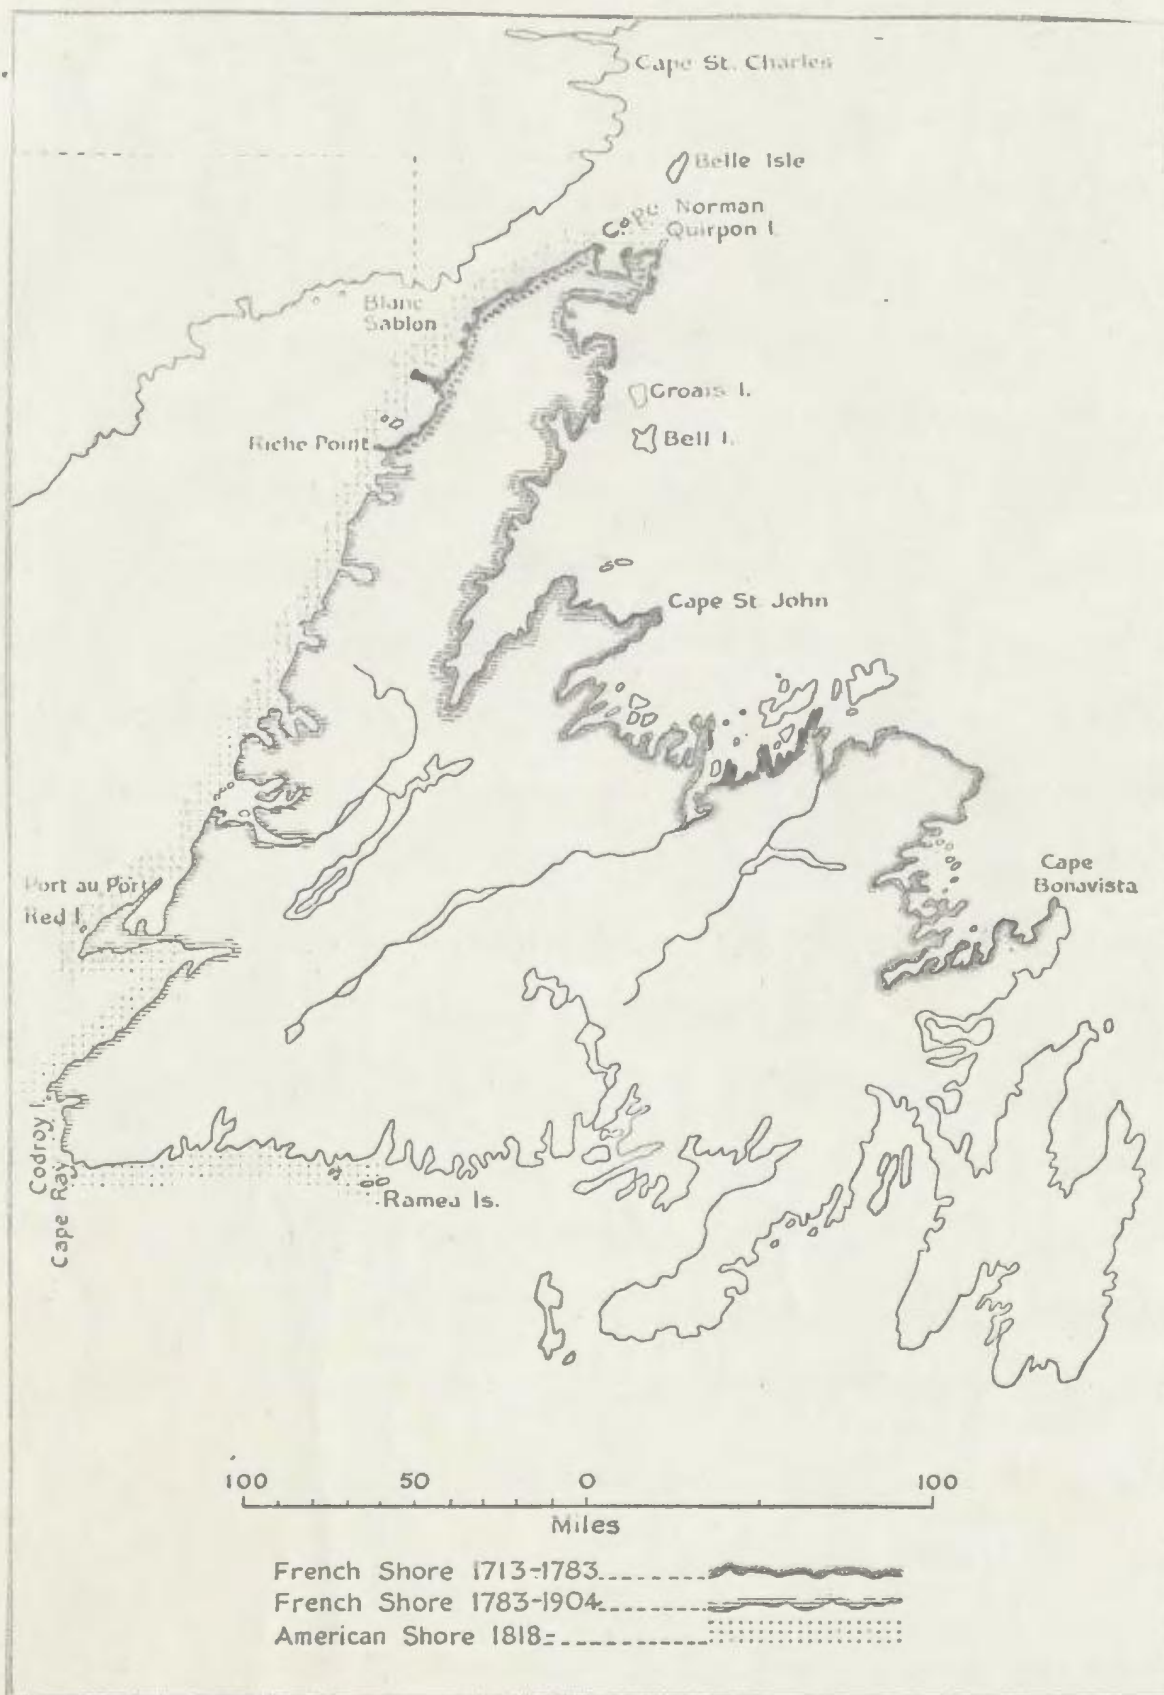 Cape St. Charles
Belle Isle
Cape Norman
Quirpon I.
Blanc
Sablon
Groais I.
Riche Point
Bell I.
Cape St. John
Port au Port
Red I.
Cape
Bonavista
Codroy I.
Cape Ray
Ramea Is.
100 50 0 100
Miles
French Shore 1713-1783
French Shore 1783-1904
American Shore 1818-